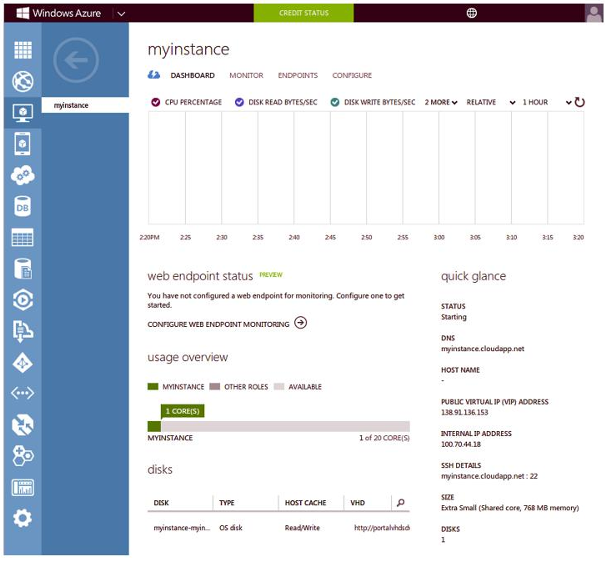 Windows Azure
CREDIT STATUS
myinstance
myinstance
DASHBOARD MONITOR ENDPOINTS CONFIGURE
CPU PERCENTAGE DISK READ BYTES/SEC DISK WRITE BYTES/SEC 2 MORE RELATIVE 1 HOUR
2:20PM 2:25 2:30 2:35 2:40 2:45 2:50 2:55 3:00 3:05 3:10 3:15 3:20
web endpoint status PREVIEW
You have not configured a web endpoint for monitoring. Configure one to get
started.
CONFIGURE WEB ENDPOINT MONITORING
usage overview
MYINSTANCE OTHER ROLES AVAILABLE
1 CORE(S)
MYINSTANCE 1 of 20 CORE(S)
disks
DISK TYPE HOST CACHE VHD
myinstance-myin... OS disk Read/Write http://portalvhdsd
quick glance
STATUS
Starting
DNS
myinstance.cloudapp.net
HOST NAME
-
PUBLIC VIRTUAL IP (VIP) ADDRESS
138.91.136.153
INTERNAL IP ADDRESS
100.70.44.18
SSH DETAILS
myinstance.cloudapp.net : 22
SIZE
Extra Small (Shared core, 768 MB memory)
DISKS
1
DB